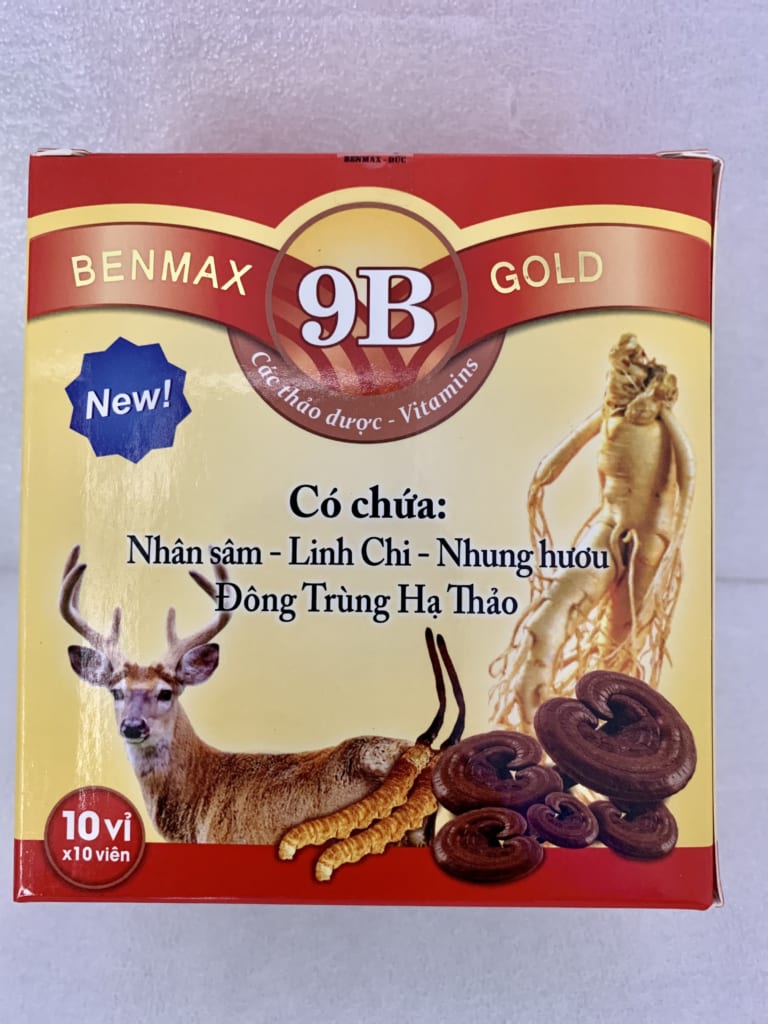 BENMAX - ĐỨC
BENMAX 9B GOLD
Các thảo dược - Vitamins
New!
Có chứa:
Nhân sâm - Linh Chi - Nhung hươu
Đông Trùng Hạ Thảo
10 vỉ
x10 viên